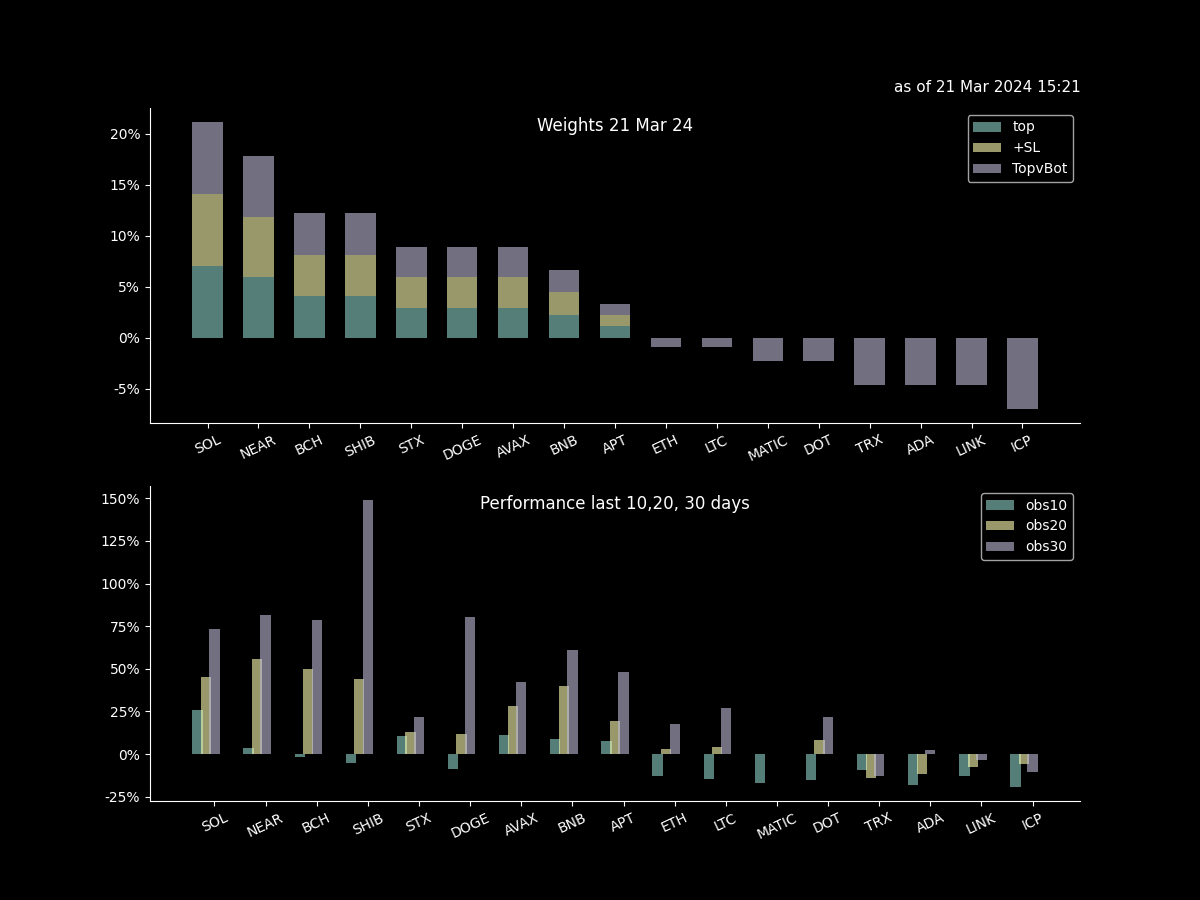 as of 21 Mar 2024 15:21
Weights 21 Mar 24
top
+SL
TopvBot
20%
15%
10%
5%
0%
-5%
SOL NEAR BCH SHIB STX DOGE AVAX BNB APT ETH LTC MATIC DOT TRX ADA LINK ICP
Performance last 10,20, 30 days
obs10
obs20
obs30
150%
125%
100%
75%
50%
25%
0%
-25%
SOL NEAR BCH SHIB STX DOGE AVAX BNB APT ETH LTC MATIC DOT TRX ADA LINK ICP